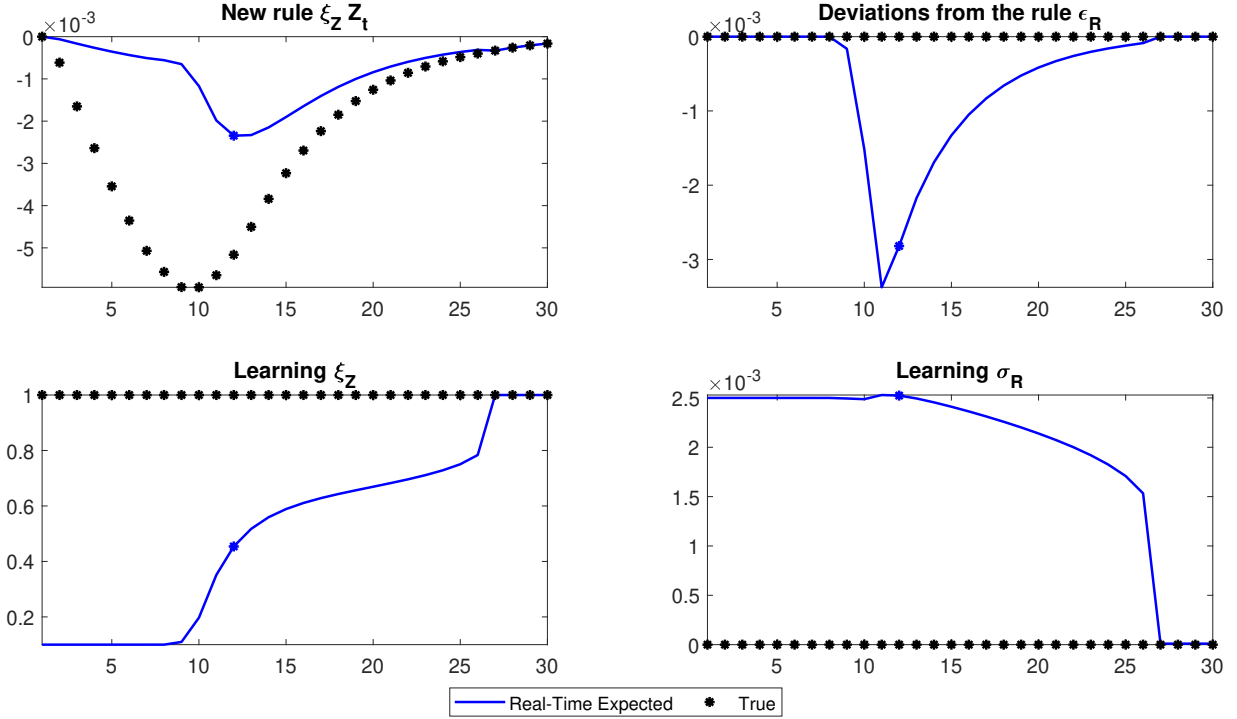 New rule ξ_Z Z_t
×10⁻³
0
-1
-2
-3
-4
-5
5 10 15 20 25 30
Deviations from the rule ϵ_R
×10⁻³
0
-1
-2
-3
5 10 15 20 25 30
Learning ξ_Z
1
0.8
0.6
0.4
0.2
5 10 15 20 25 30
Learning σ_R
×10⁻³
2.5
2
1.5
1
0.5
0
5 10 15 20 25 30
Real-Time Expected True